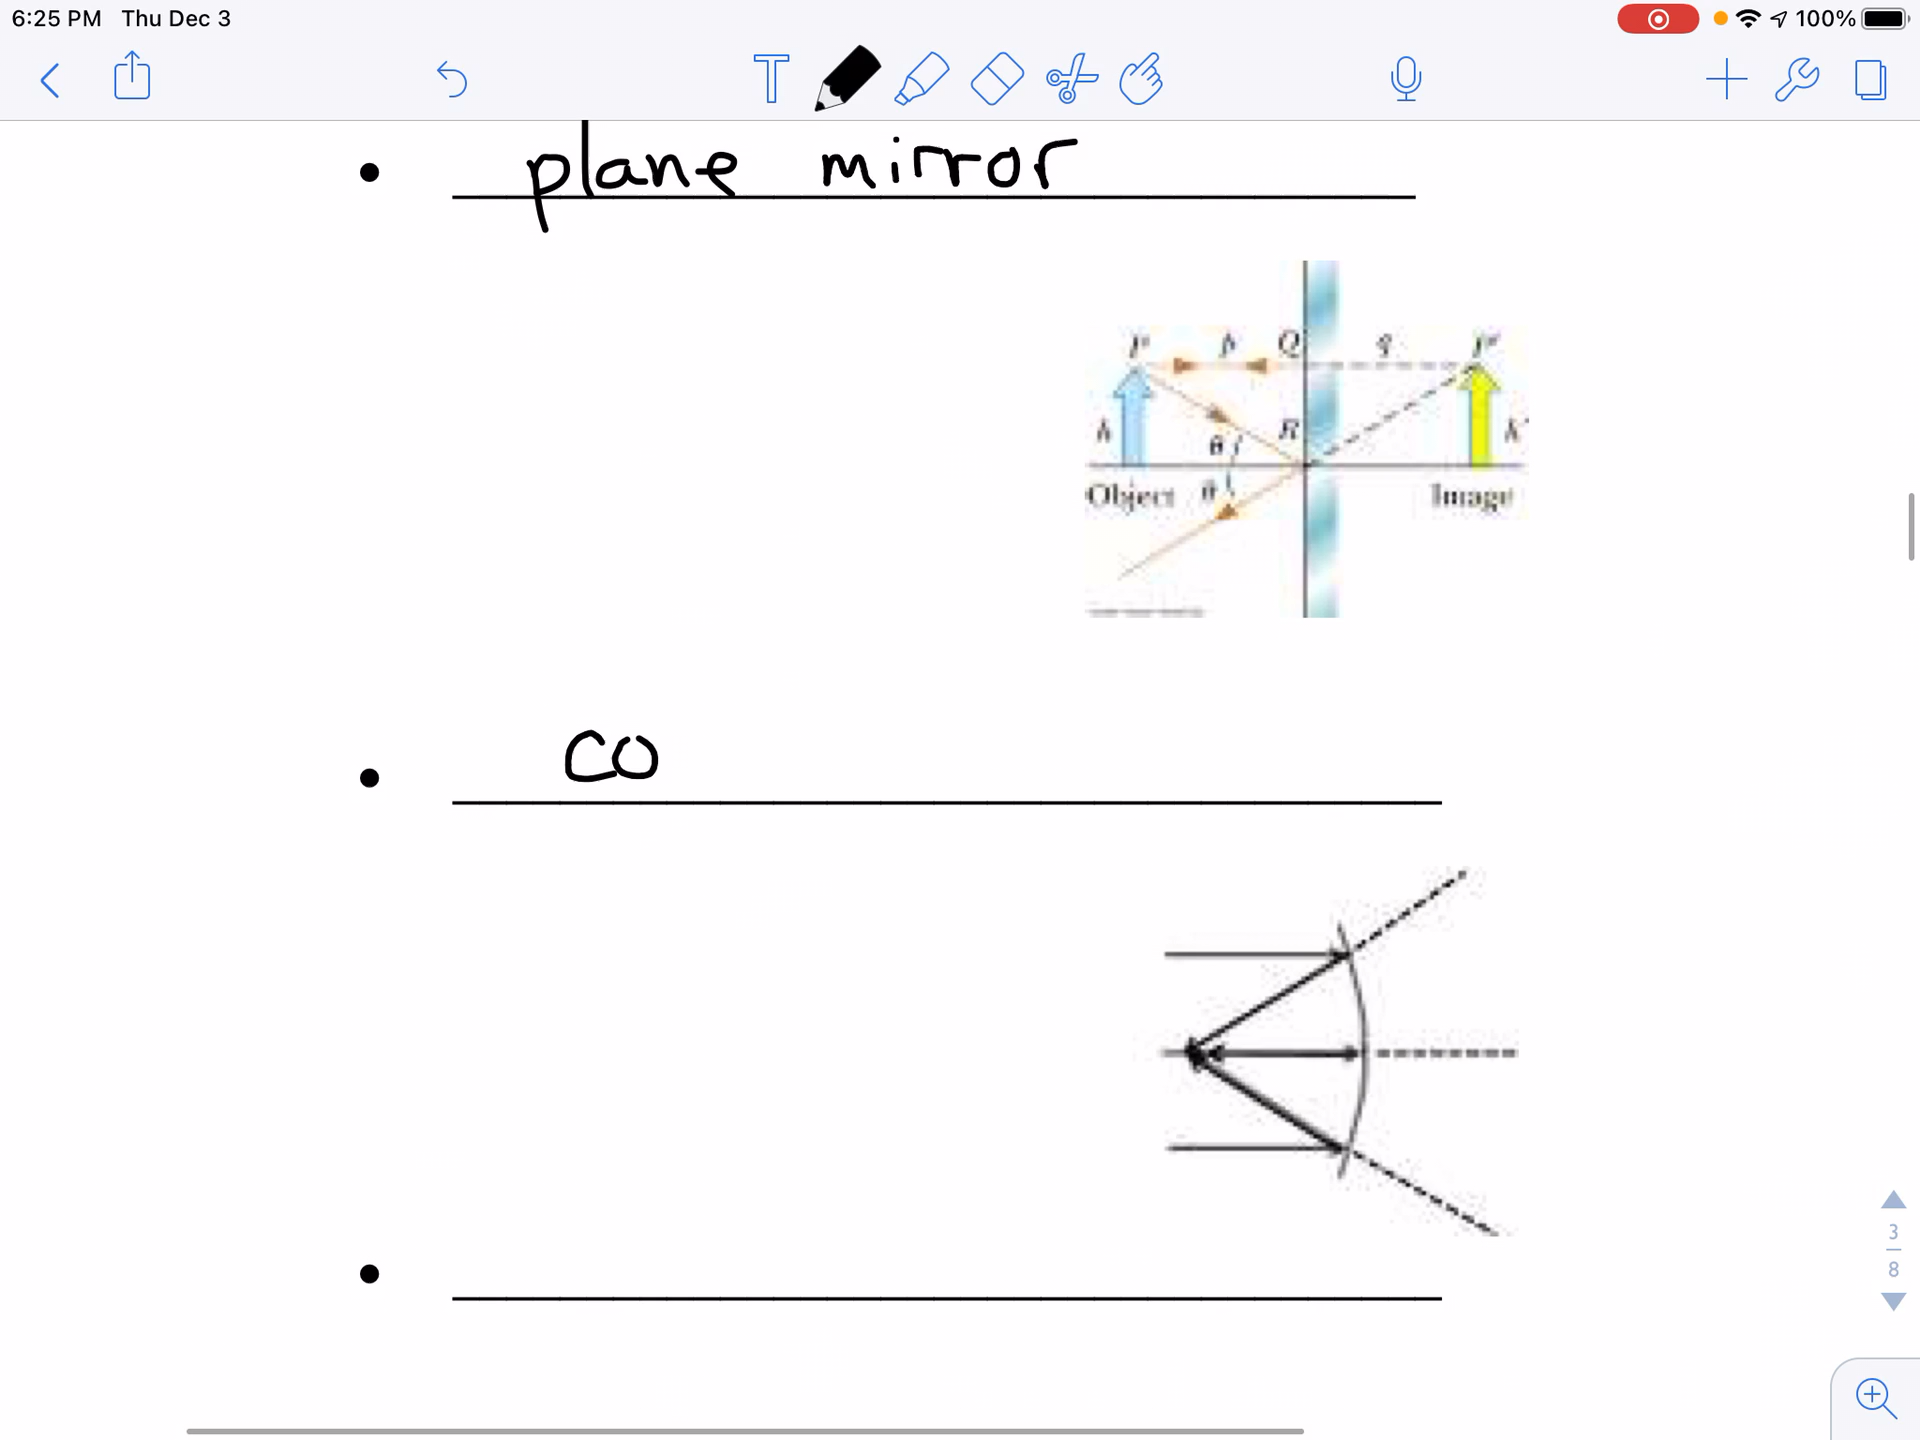 6:25 PM Thu Dec 3
100%
T
plane mirror
P p Q q P'
h R h'
θ
θ
Object Image
co
3
8